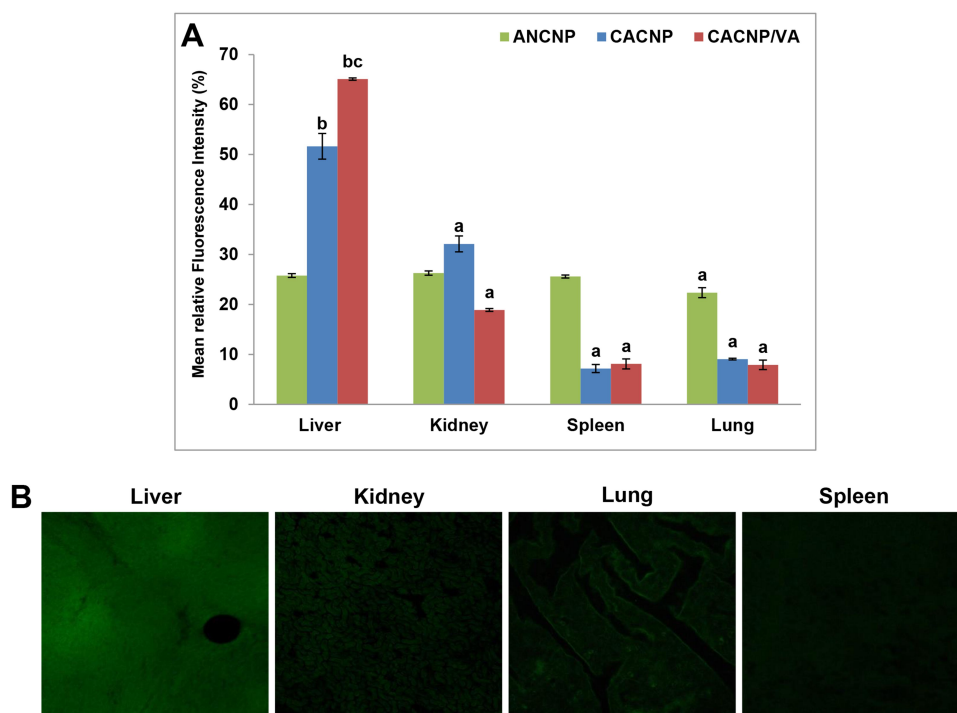 A
ANCNP CACNP CACNP/VA
Mean relative Fluorescence Intensity (%)
70
60
50
40
30
20
10
0
b
bc
a
a
a
a
a
a
a
Liver Kidney Spleen Lung
B
Liver Kidney Lung Spleen